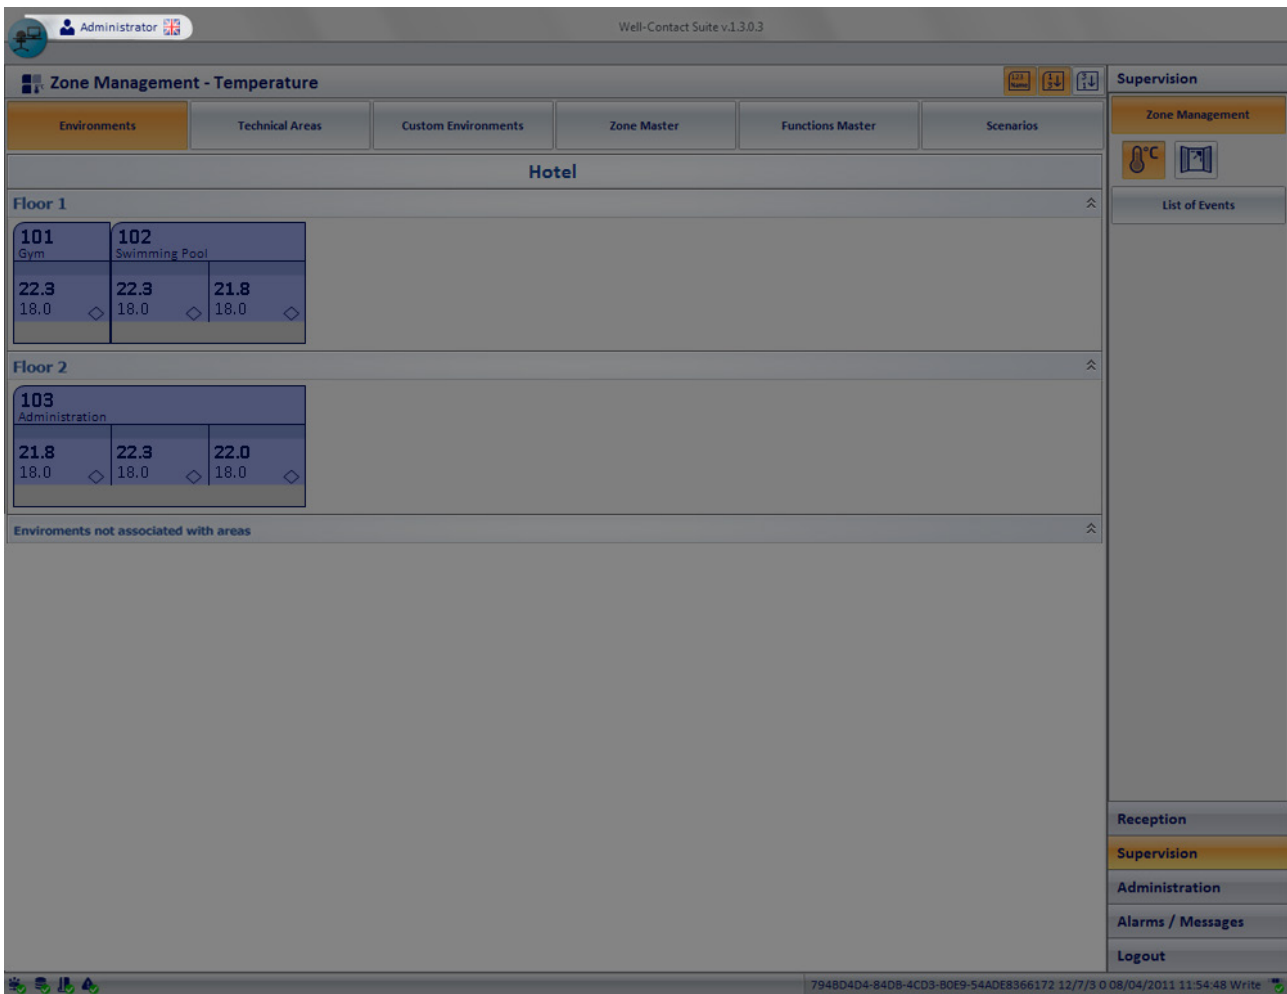 Administrator
Well-Contact Suite v.1.3.0.3
Zone Management - Temperature
123
Name
Supervision
Environments
Technical Areas
Custom Environments
Zone Master
Functions Master
Scenarios
Zone Management
°C
List of Events
Hotel
Floor 1
101
Gym
102
Swimming Pool
22.3
22.3
21.8
18.0
18.0
18.0
Floor 2
103
Administration
21.8
22.3
22.0
18.0
18.0
18.0
Enviroments not associated with areas
Reception
Supervision
Administration
Alarms / Messages
Logout
794BD4D4-84DB-4CD3-B0E9-54ADE8366172 12/7/3 0 08/04/2011 11:54:48 Write